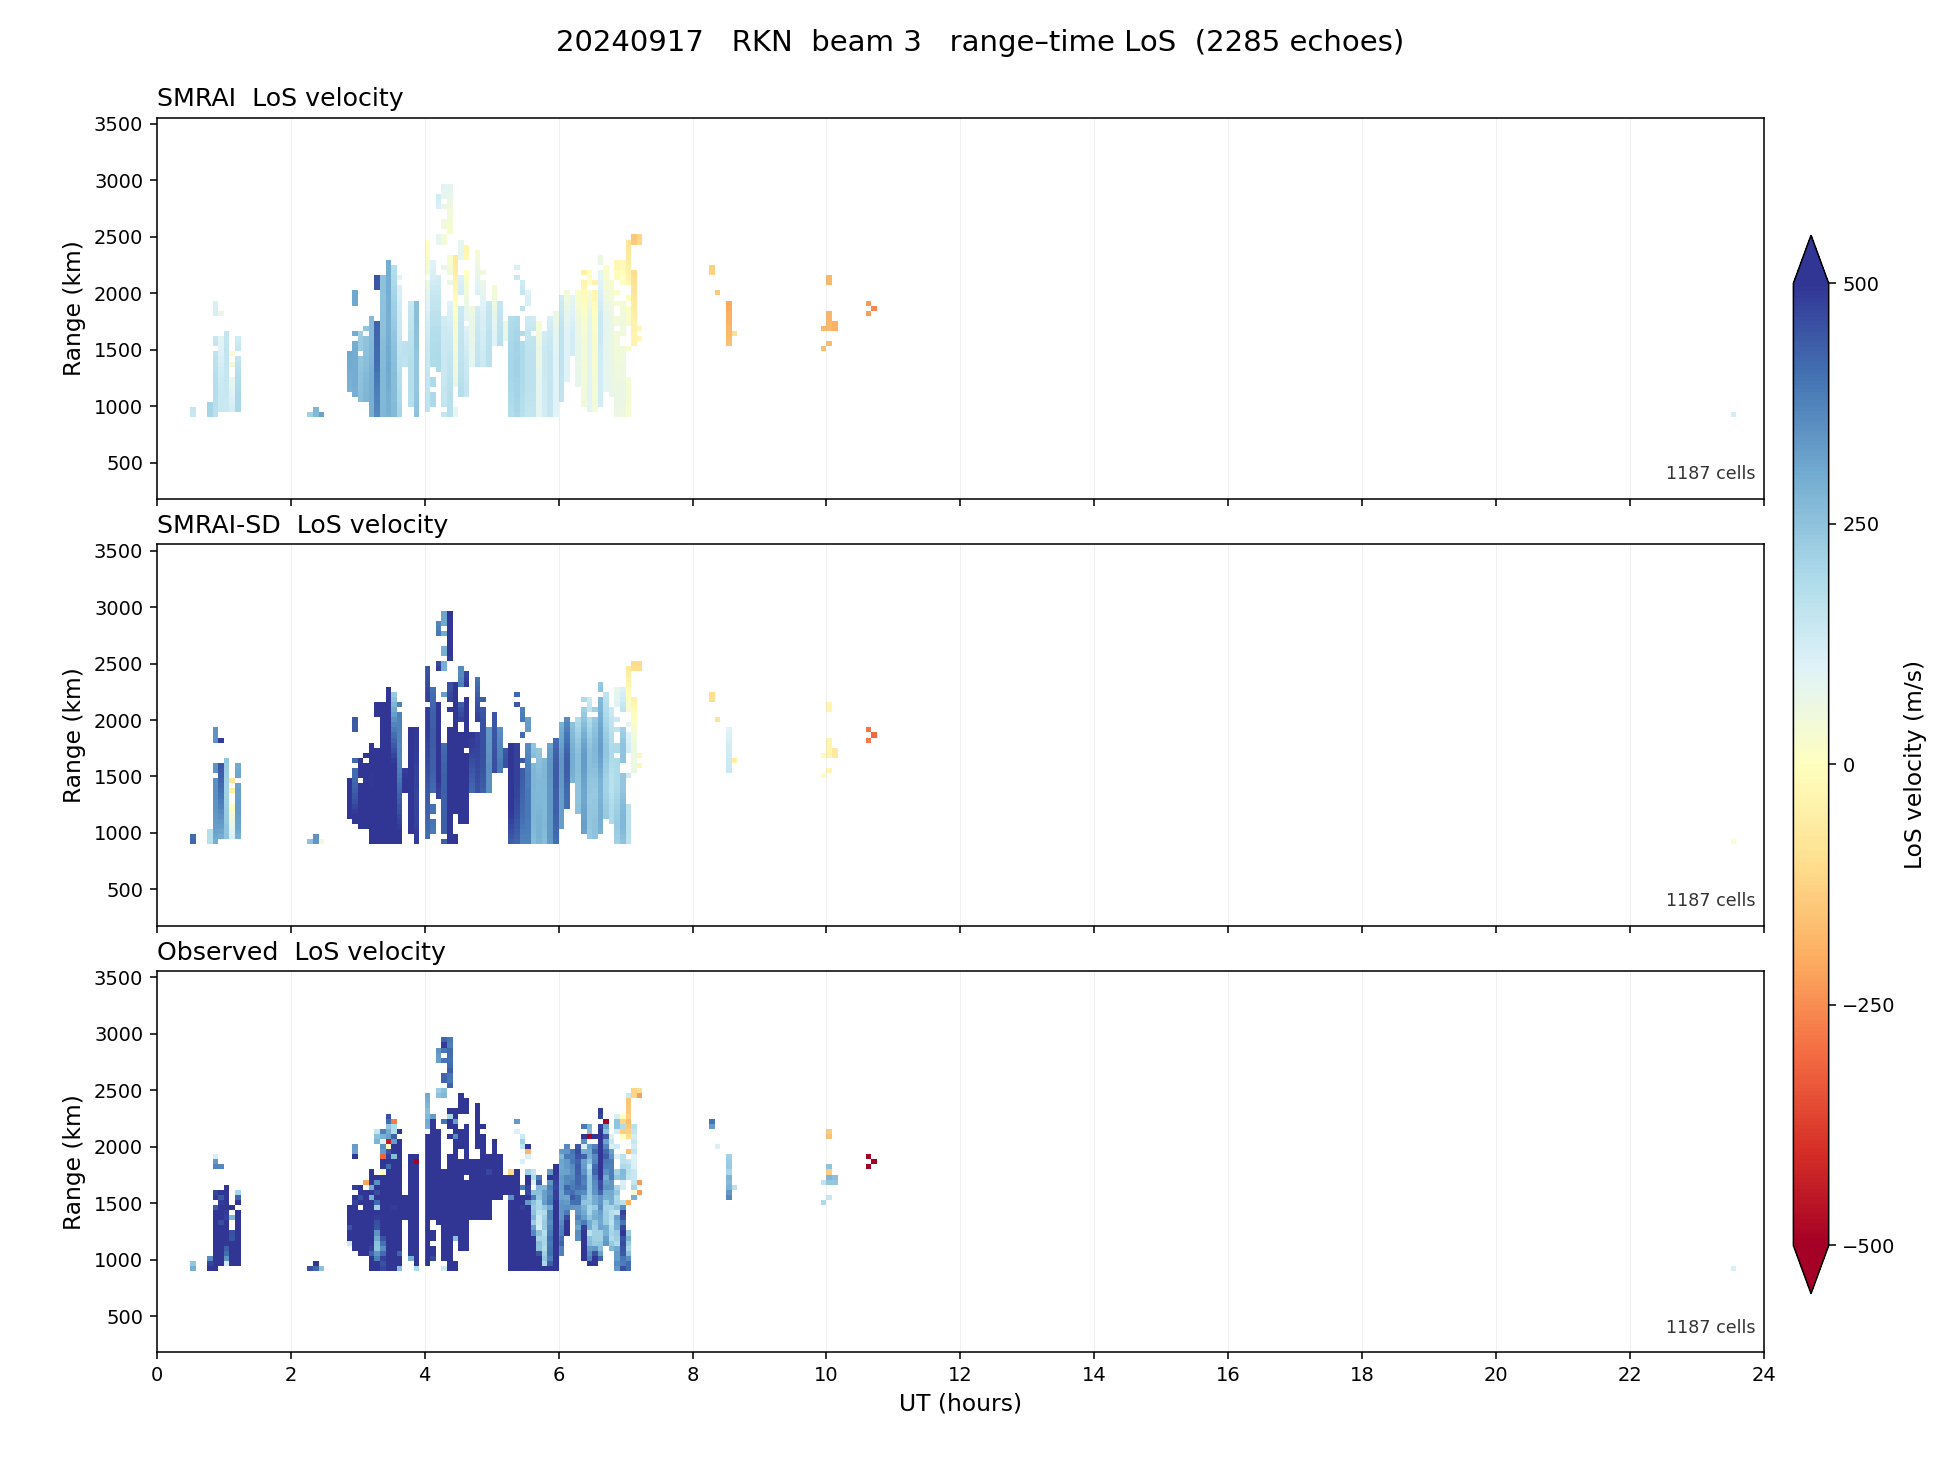 20240917   RKN  beam 3   range–time LoS  (2285 echoes)
SMRAI  LoS velocity
3500
3000
2500
2000
1500
1000
500
Range (km)
1187 cells
SMRAI-SD  LoS velocity
3500
3000
2500
2000
1500
1000
500
Range (km)
1187 cells
Observed  LoS velocity
3500
3000
2500
2000
1500
1000
500
Range (km)
1187 cells
0 2 4 6 8 10 12 14 16 18 20 22 24
UT (hours)
500
250
0
−250
−500
LoS velocity (m/s)